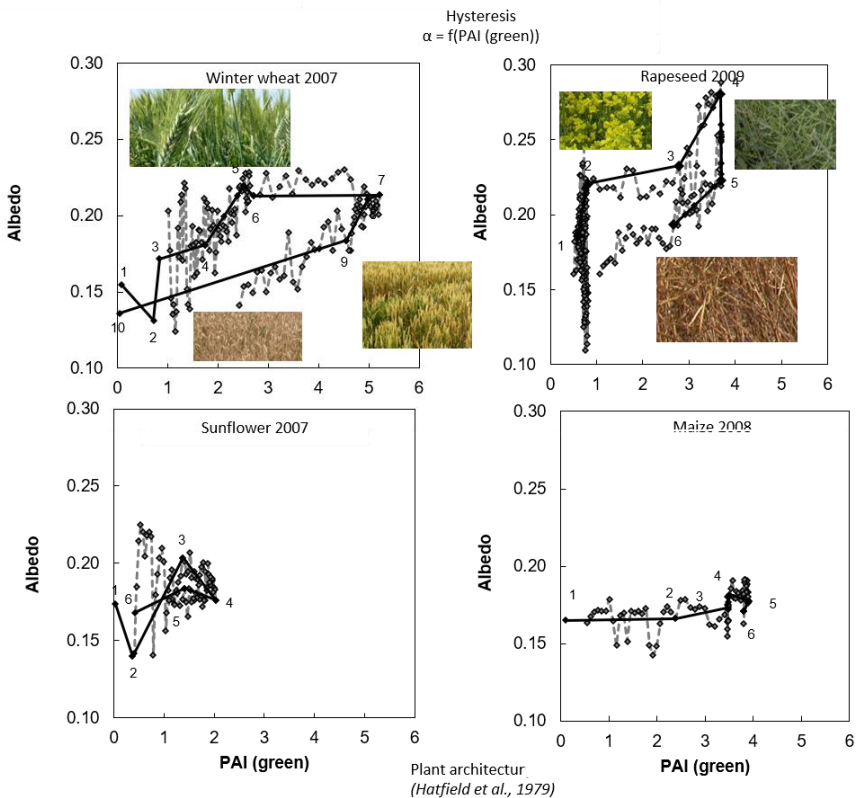 Hysteresis
α = f(PAI (green))
Winter wheat 2007
Albedo
0.30
0.25
0.20
0.15
0.10
0 1 2 3 4 5 6
1
2
3
4
5
6
7
9
10
Rapeseed 2009
Albedo
0.30
0.25
0.20
0.15
0.10
0 1 2 3 4 5 6
1
2
3
4
5
6
Sunflower 2007
Albedo
0.30
0.25
0.20
0.15
0.10
0 1 2 3 4 5 6
PAI (green)
1
2
3
4
5
6
Maize 2008
Albedo
0.30
0.25
0.20
0.15
0.10
0 1 2 3 4 5 6
PAI (green)
1
2
3
4
5
6
Plant architectur
(Hatfield et al., 1979)